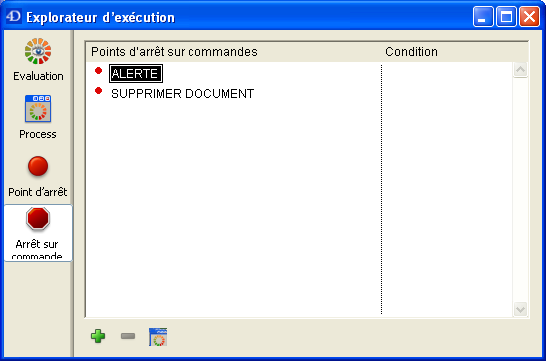 4D Explorateur d'exécution
Evaluation
Process
Point d'arrêt
Arrêt sur
commande
Points d'arrêt sur commandes Condition
ALERTE
SUPPRIMER DOCUMENT